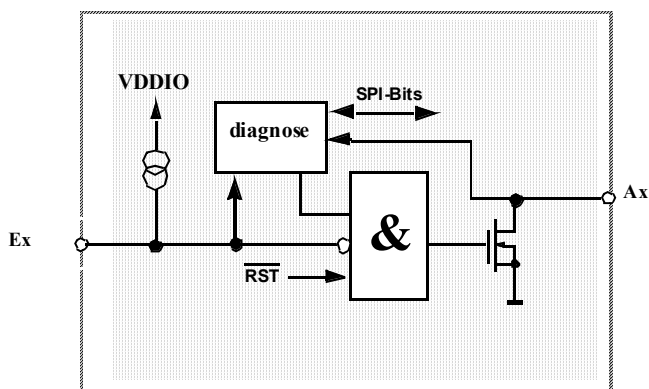 VDDIO
SPI-Bits
diagnose
Ax
Ex
&
RST